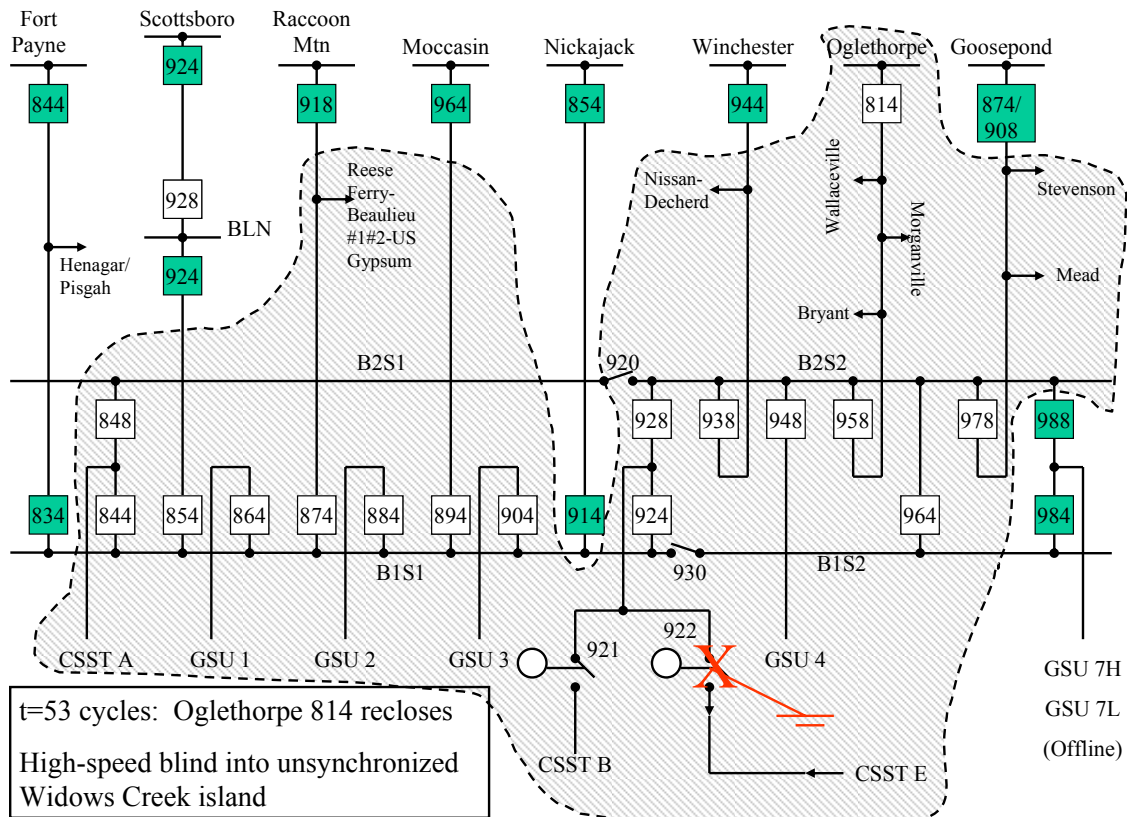 Fort
Payne
Scottsboro
Raccoon
Mtn
Moccasin
Nickajack
Winchester
Oglethorpe
Goosepond
924
844
918
964
854
944
814
874/
908
Reese
Ferry-
Beaulieu
#1#2-US
Gypsum
Nissan-
Decherd
Wallaceville
Stevenson
928
BLN
Morganville
Henagar/
Pisgah
924
Mead
Bryant
B2S1
920
B2S2
848
928
938
948
958
978
988
834
844
854
864
874
884
894
904
914
924
964
984
B1S1
930
B1S2
921
922
X
CSST A
GSU 1
GSU 2
GSU 3
GSU 4
GSU 7H
GSU 7L
(Offline)
CSST B
CSST E
t=53 cycles: Oglethorpe 814 recloses
High-speed blind into unsynchronized
Widows Creek island